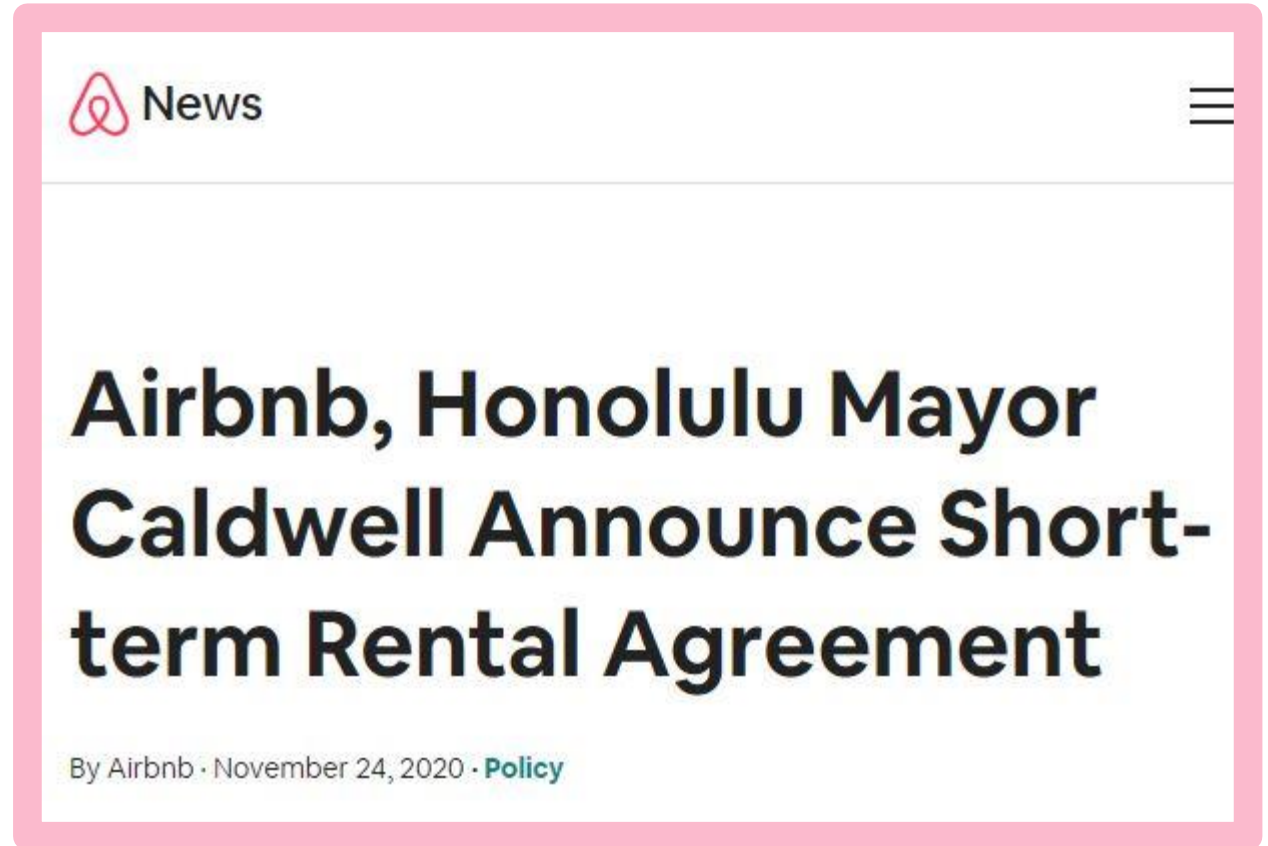 News
Airbnb, Honolulu Mayor
Caldwell Announce Short-
term Rental Agreement
By Airbnb · November 24, 2020 · Policy